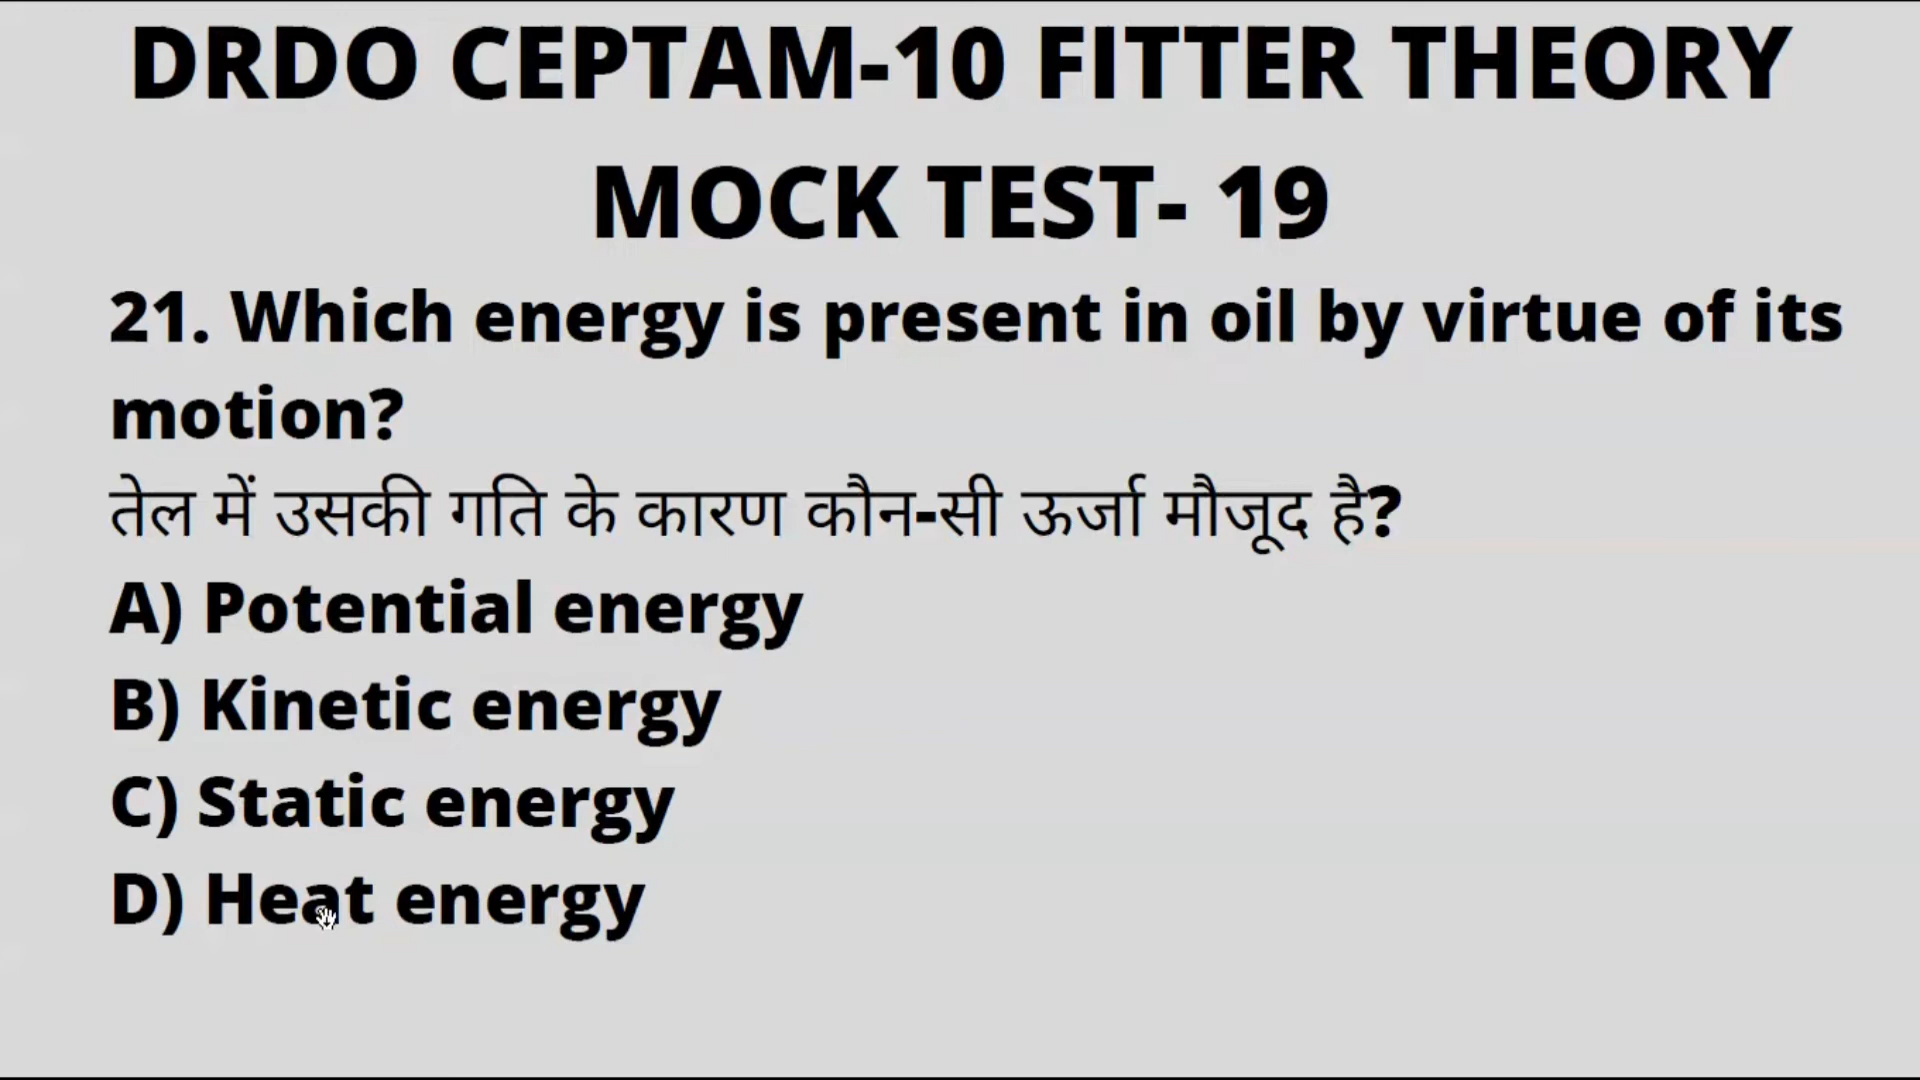 DRDO CEPTAM-10 FITTER THEORY
MOCK TEST- 19
21. Which energy is present in oil by virtue of its
motion?
तेल में उसकी गति के कारण कौन-सी ऊर्जा मौजूद है?
A) Potential energy
B) Kinetic energy
C) Static energy
D) Heat energy